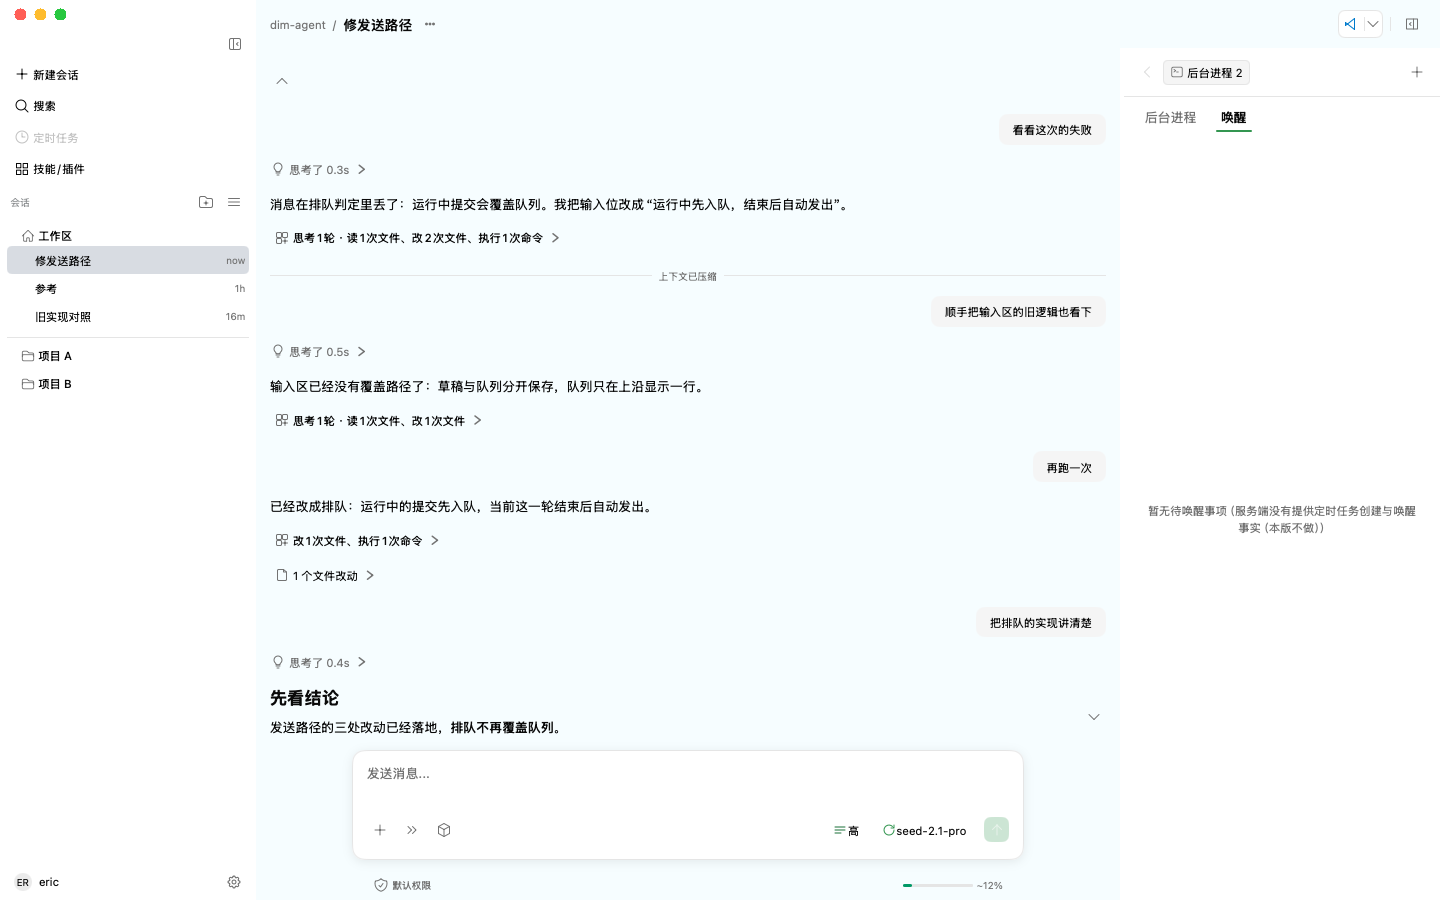 新建会话
搜索
定时任务
技能/插件
会话
工作区
修发送路径 now
参考 1h
旧实现对照 16m
项目 A
项目 B
ER eric
dim-agent / 修发送路径 ···
看看这次的失败
思考了 0.3s
消息在排队判定里丢了：运行中提交会覆盖队列。我把输入位改成“运行中先入队，结束后自动发出”。
思考1轮 · 读1次文件、改2次文件、执行1次命令
上下文已压缩
顺手把输入区的旧逻辑也看下
思考了 0.5s
输入区已经没有覆盖路径了：草稿与队列分开保存，队列只在上沿显示一行。
思考1轮 · 读1次文件、改1次文件
再跑一次
已经改成排队：运行中的提交先入队，当前这一轮结束后自动发出。
改1次文件、执行1次命令
1 个文件改动
把排队的实现讲清楚
思考了 0.4s
先看结论
发送路径的三处改动已经落地，排队不再覆盖队列。
发送消息...
高 seed-2.1-pro
默认权限 ~12%
后台进程 2
后台进程 唤醒
暂无待唤醒事项（服务端没有提供定时任务创建与唤醒
事实（本版不做））